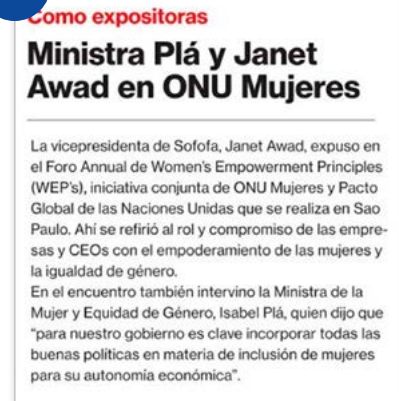 Como expositoras
Ministra Plá y Janet
Awad en ONU Mujeres
La vicepresidenta de Sofofa, Janet Awad, expuso en
el Foro Annual de Women's Empowerment Principles
(WEP's), iniciativa conjunta de ONU Mujeres y Pacto
Global de las Naciones Unidas que se realiza en Sao
Paulo. Ahí se refirió al rol y compromiso de las empre-
sas y CEOs con el empoderamiento de las mujeres y
la igualdad de género.
En el encuentro también intervino la Ministra de la
Mujer y Equidad de Género, Isabel Plá, quien dijo que
"para nuestro gobierno es clave incorporar todas las
buenas políticas en materia de inclusión de mujeres
para su autonomía económica".